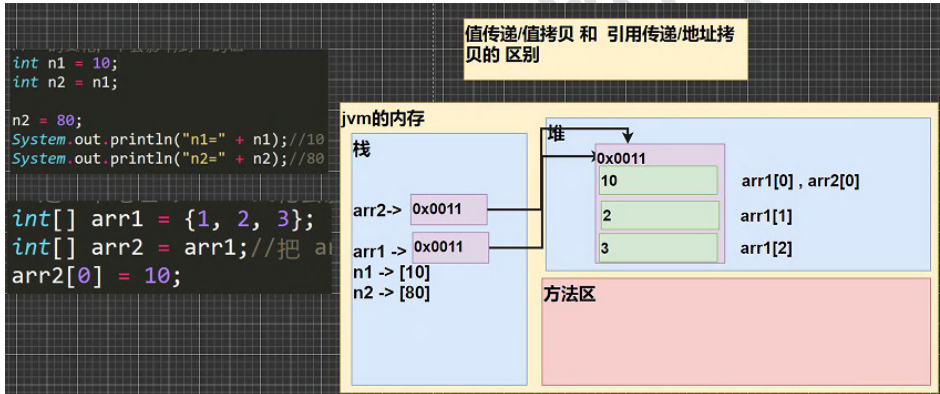 int n1 = 10;
int n2 = n1;
n2 = 80;
System.out.println("n1=" + n1);//10
System.out.println("n2=" + n2);//80
int[] arr1 = {1, 2, 3};
int[] arr2 = arr1;//把
arr2[0] = 10;
值传递/值拷贝 和 引用传递/地址拷
贝的 区别
jvm的内存
栈
arr2-> 0x0011
arr1 -> 0x0011
n1 -> [10]
n2 -> [80]
堆
0x0011
10 arr1[0] , arr2[0]
2 arr1[1]
3 arr1[2]
方法区